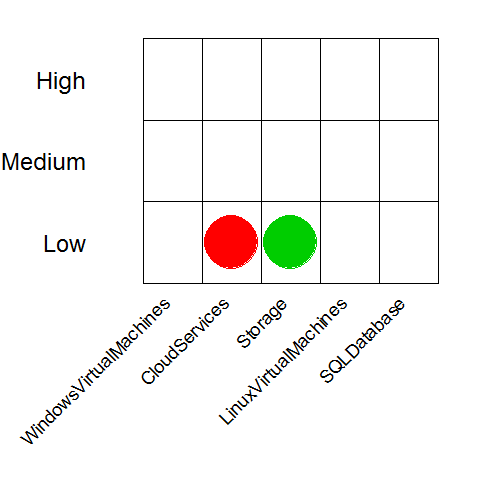 High
Medium
Low
WindowsVirtualMachines
CloudServices
Storage
LinuxVirtualMachines
SQLDatabase